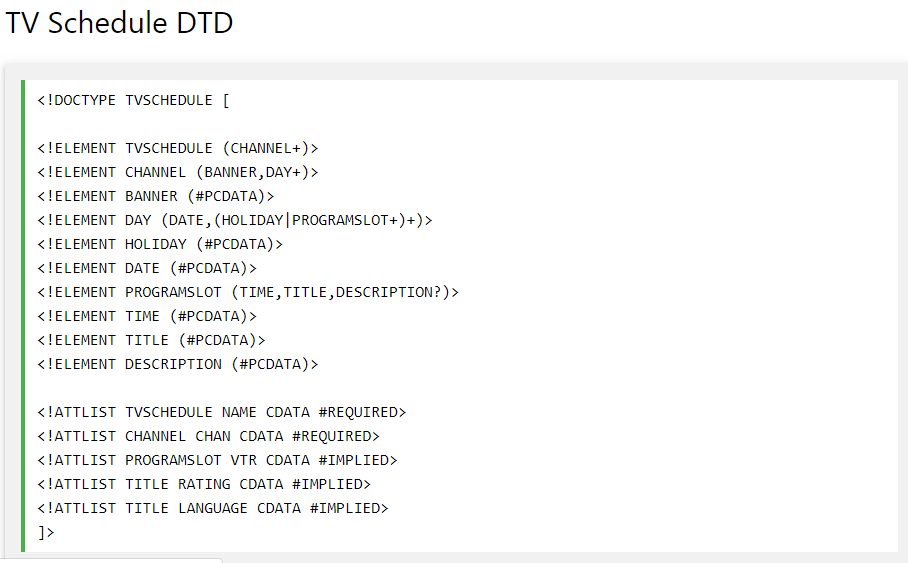 TV Schedule DTD
<!DOCTYPE TVSCHEDULE [
<!ELEMENT TVSCHEDULE (CHANNEL+)>
<!ELEMENT CHANNEL (BANNER,DAY+)>
<!ELEMENT BANNER (#PCDATA)>
<!ELEMENT DAY (DATE,(HOLIDAY|PROGRAMSLOT+)+)>
<!ELEMENT HOLIDAY (#PCDATA)>
<!ELEMENT DATE (#PCDATA)>
<!ELEMENT PROGRAMSLOT (TIME,TITLE,DESCRIPTION?)>
<!ELEMENT TIME (#PCDATA)>
<!ELEMENT TITLE (#PCDATA)>
<!ELEMENT DESCRIPTION (#PCDATA)>
<!ATTLIST TVSCHEDULE NAME CDATA #REQUIRED>
<!ATTLIST CHANNEL CHAN CDATA #REQUIRED>
<!ATTLIST PROGRAMSLOT VTR CDATA #IMPLIED>
<!ATTLIST TITLE RATING CDATA #IMPLIED>
<!ATTLIST TITLE LANGUAGE CDATA #IMPLIED>
]>